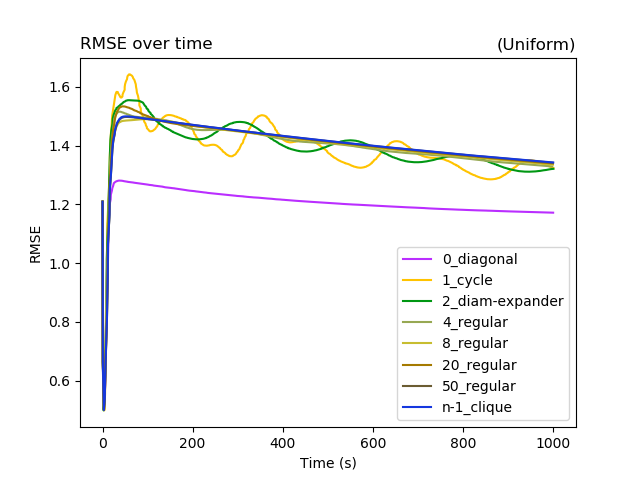 RMSE over time
(Uniform)
1.6
1.4
1.2
1.0
0.8
0.6
RMSE
0
200
400
600
800
1000
Time (s)
0_diagonal
1_cycle
2_diam-expander
4_regular
8_regular
20_regular
50_regular
n-1_clique